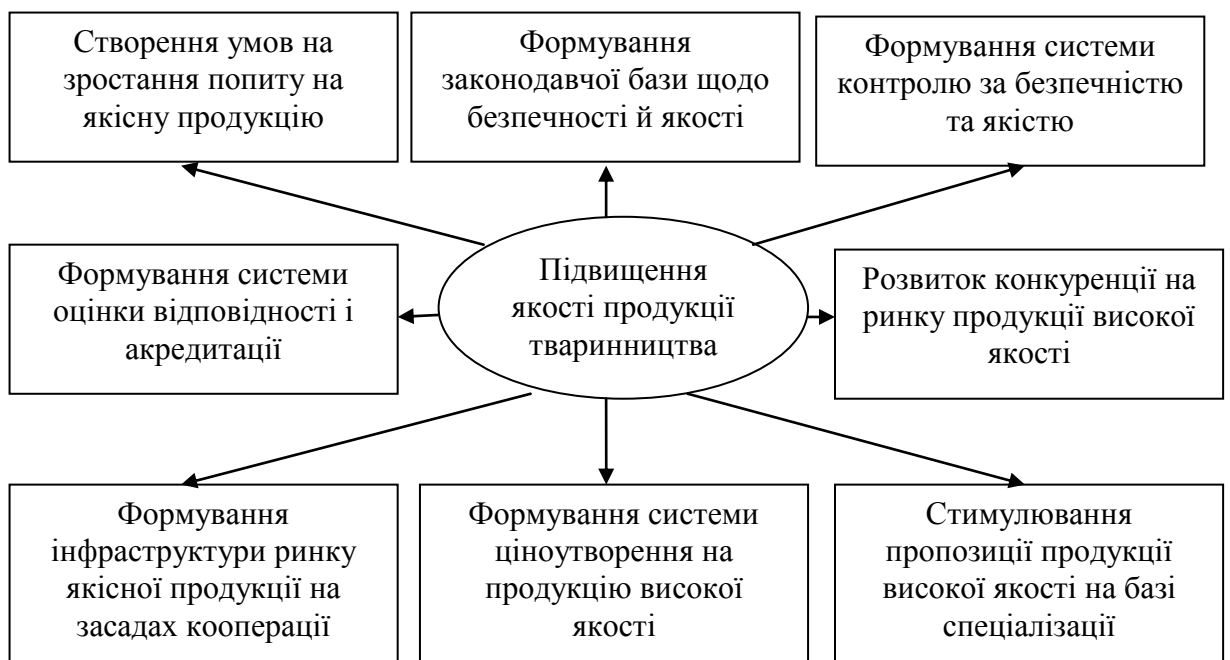 Створення умов на
зростання попиту на
якісну продукцію
Формування
законодавчої бази щодо
безпечності й якості
Формування системи
контролю за безпечністю
та якістю
Формування системи
оцінки відповідності і
акредитації
Підвищення
якості продукції
тваринництва
Розвиток конкуренції на
ринку продукції високої
якості
Формування
інфраструктури ринку
якісної продукції на
засадах кооперації
Формування системи
ціноутворення на
продукцію високої
якості
Стимулювання
пропозиції продукції
високої якості на базі
спеціалізації